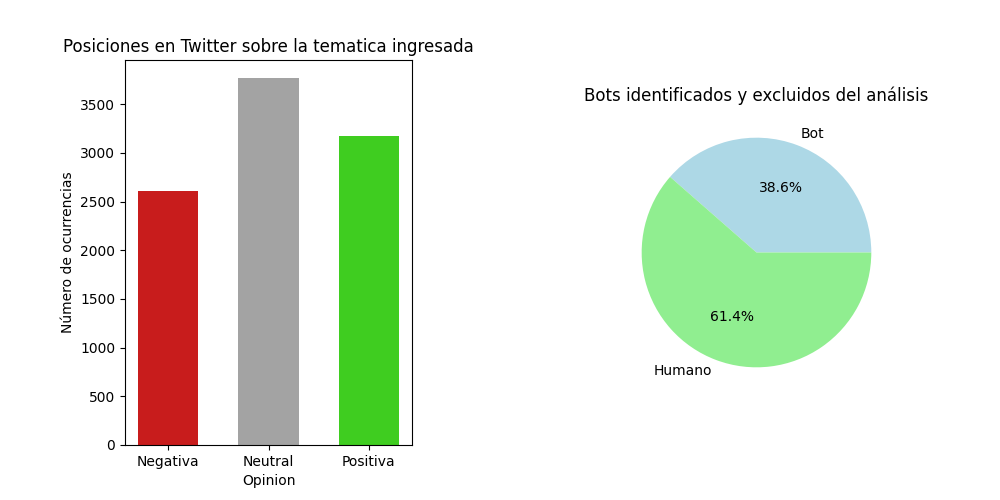 Posiciones en Twitter sobre la tematica ingresada
Número de ocurrencias
3500
3000
2500
2000
1500
1000
500
0
Negativa
Neutral
Positiva
Opinion
Bots identificados y excluidos del análisis
Bot
38.6%
61.4%
Humano